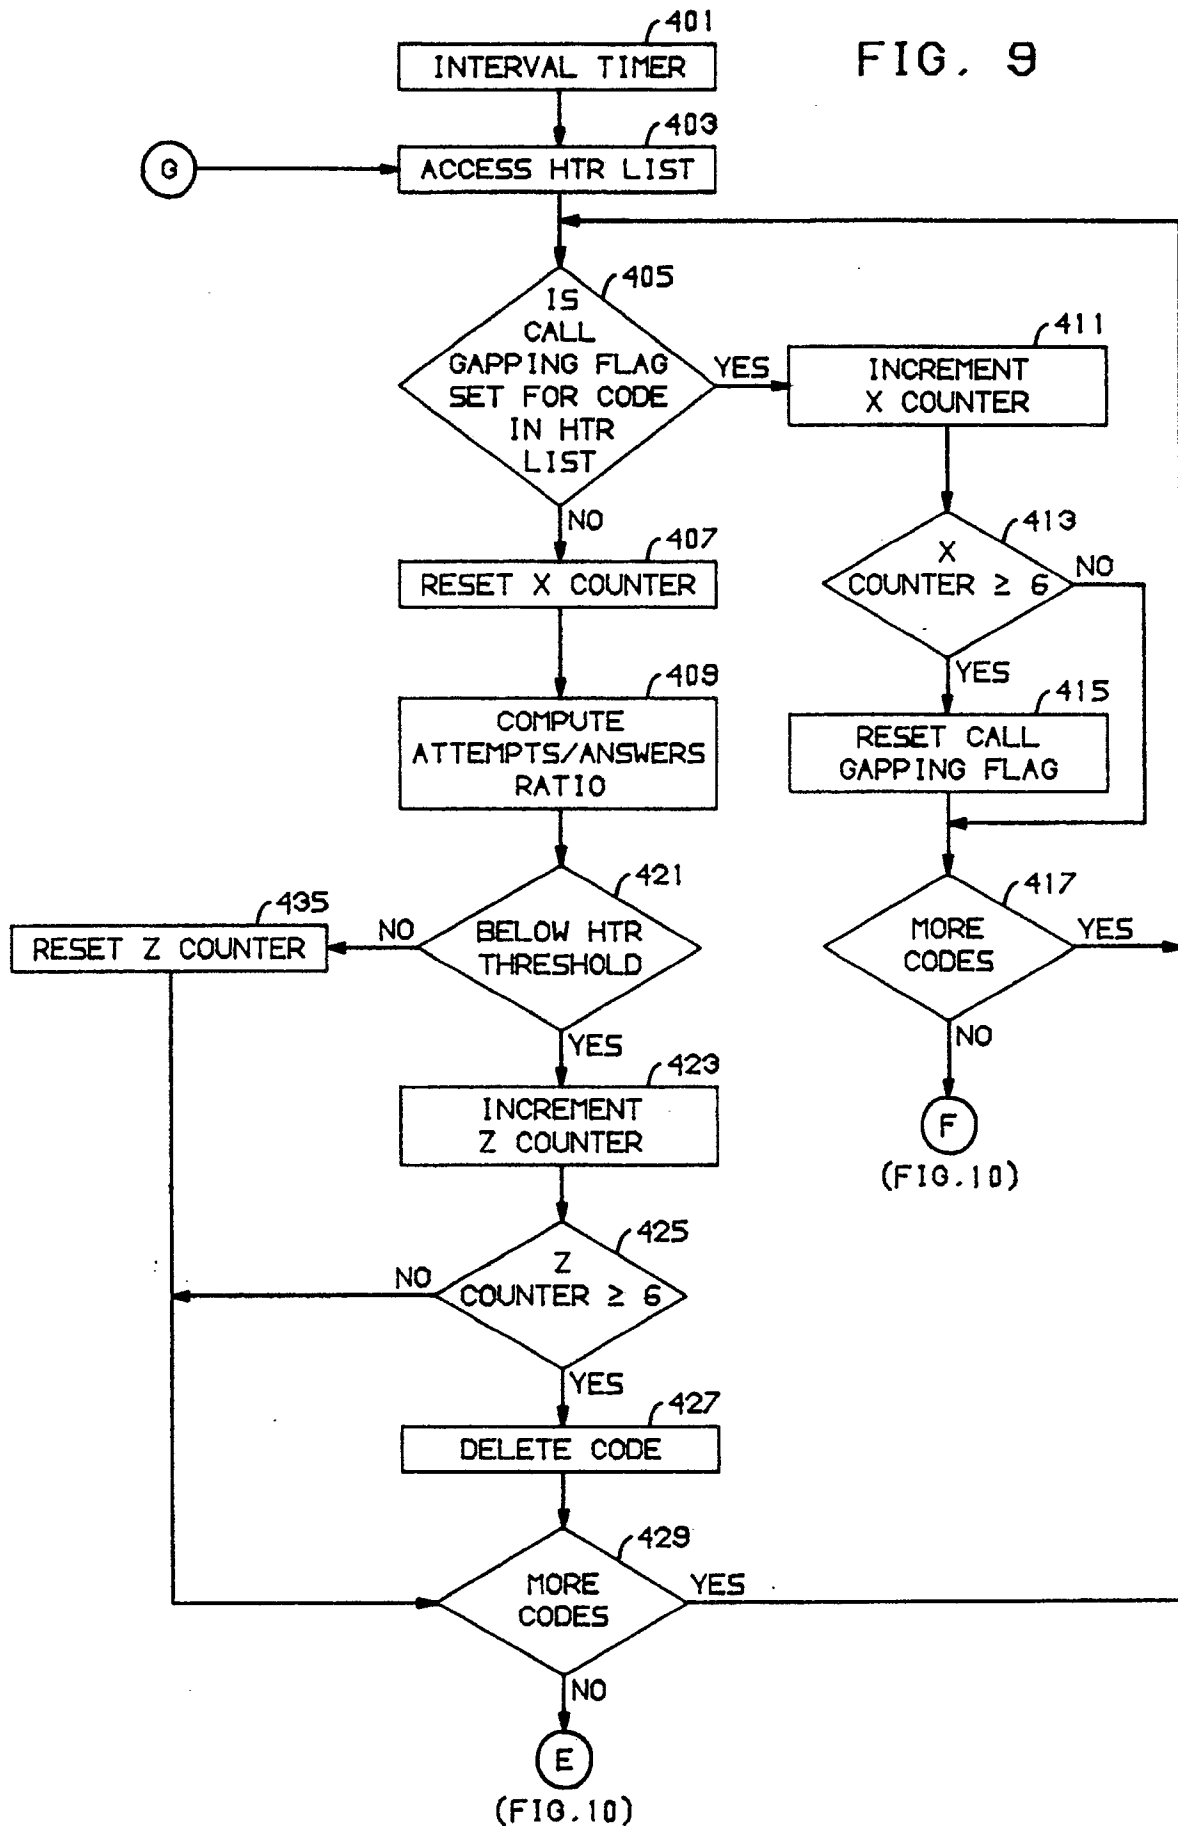 FIG. 9
401
INTERVAL TIMER
403
G
ACCESS HTR LIST
405
IS
CALL
GAPPING FLAG
SET FOR CODE
IN HTR
LIST
YES
NO
411
INCREMENT
X COUNTER
413
X
COUNTER ≥ 6
NO
YES
407
RESET X COUNTER
409
COMPUTE
ATTEMPTS/ANSWERS
RATIO
415
RESET CALL
GAPPING FLAG
417
MORE
CODES
YES
NO
F
(FIG.10)
421
BELOW HTR
THRESHOLD
NO
YES
435
RESET Z COUNTER
423
INCREMENT
Z COUNTER
425
Z
COUNTER ≥ 6
NO
YES
427
DELETE CODE
429
MORE
CODES
YES
NO
E
(FIG.10)